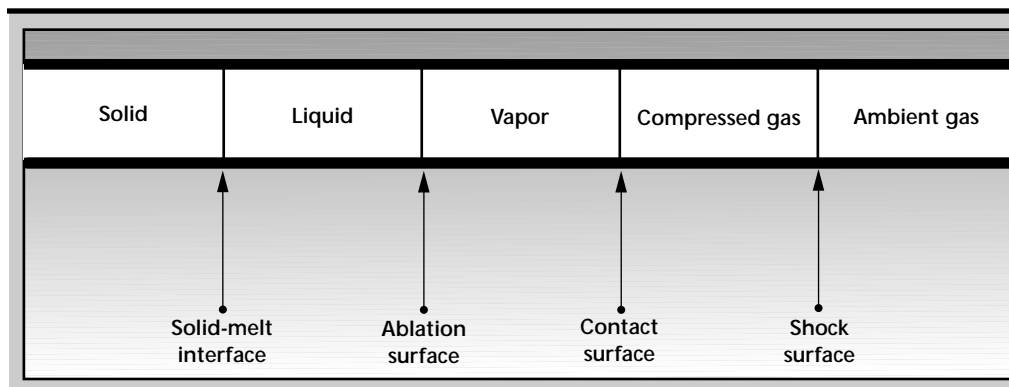 Solid
Liquid
Vapor
Compressed gas
Ambient gas
Solid-melt
interface
Ablation
surface
Contact
surface
Shock
surface